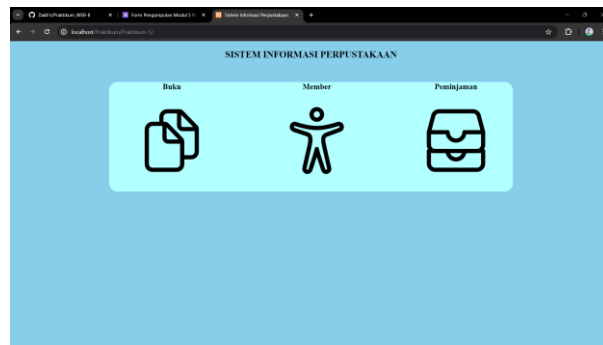 ZakiFir/Praktikum_WEB-II
Form Pengumpulan Modul 5 P
Sistem Informasi Perpustakaan
localhost/Praktikum/Praktikum-5/
SISTEM INFORMASI PERPUSTAKAAN
Buku Member Peminjaman